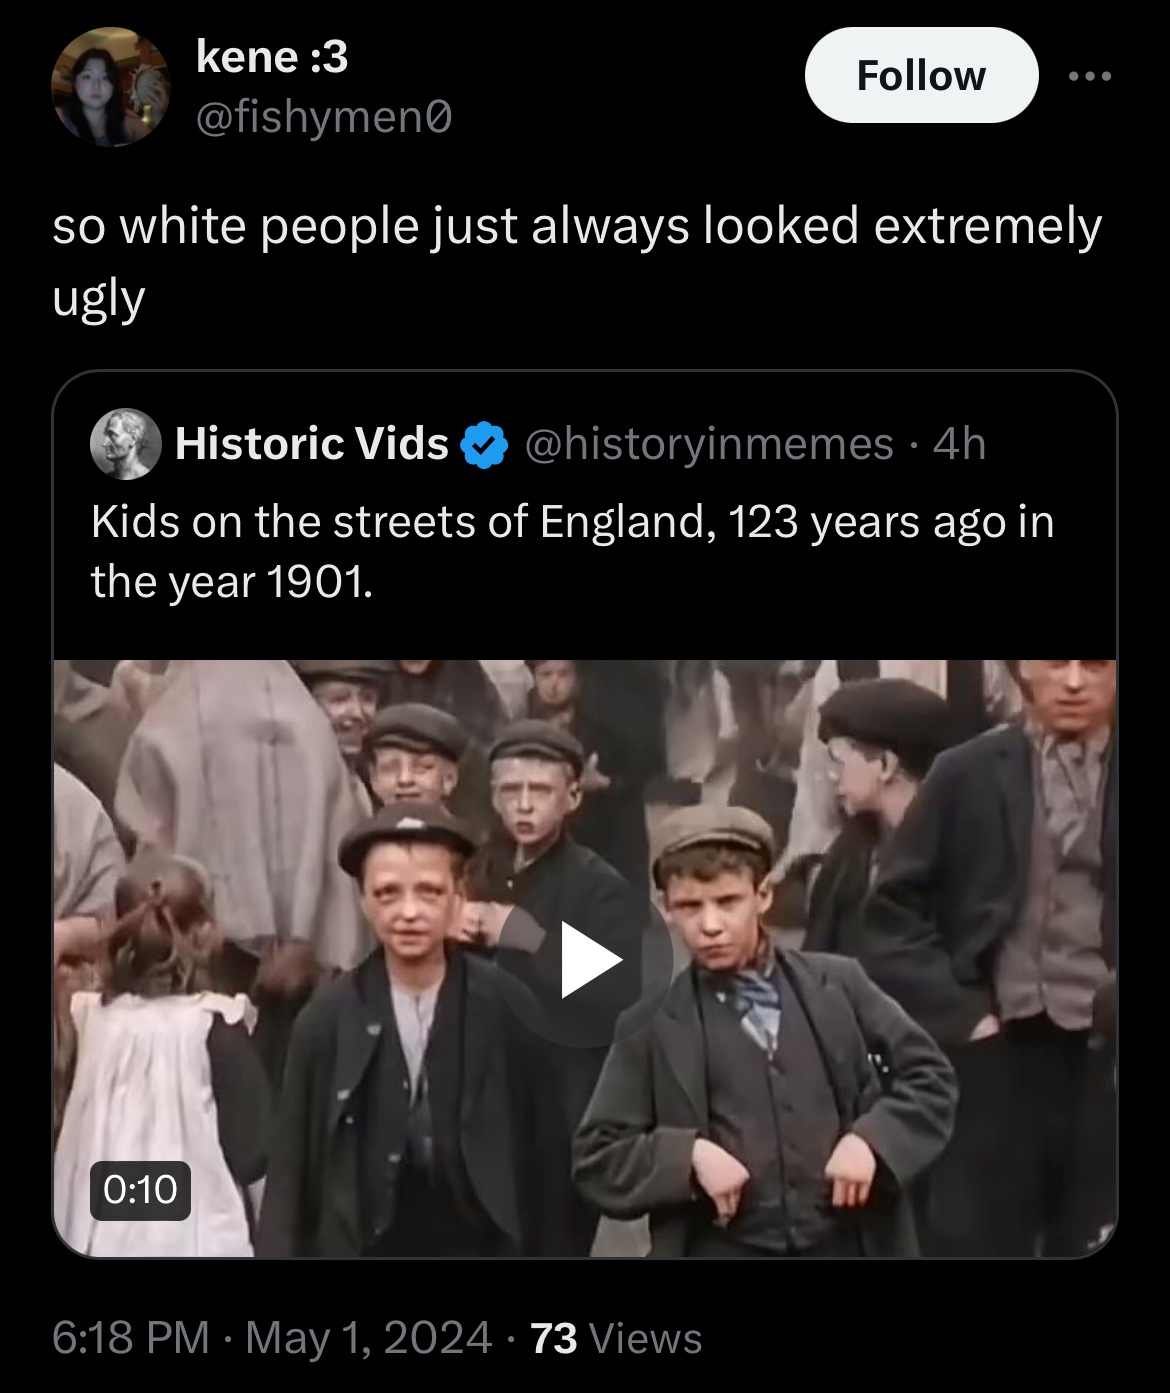 kene :3
@fishymen0
Follow
so white people just always looked extremely
ugly
Historic Vids @historyinmemes · 4h
Kids on the streets of England, 123 years ago in
the year 1901.
0:10
6:18 PM · May 1, 2024 · 73 Views